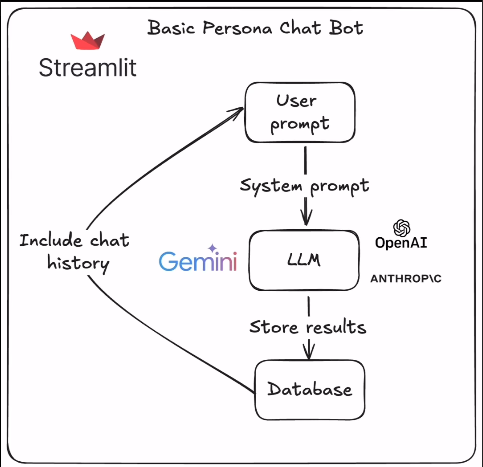 Basic Persona Chat Bot
Streamlit
User
prompt
System prompt
Include chat
history
Gemini
LLM
OpenAI
ANTHROP\C
Store results
Database